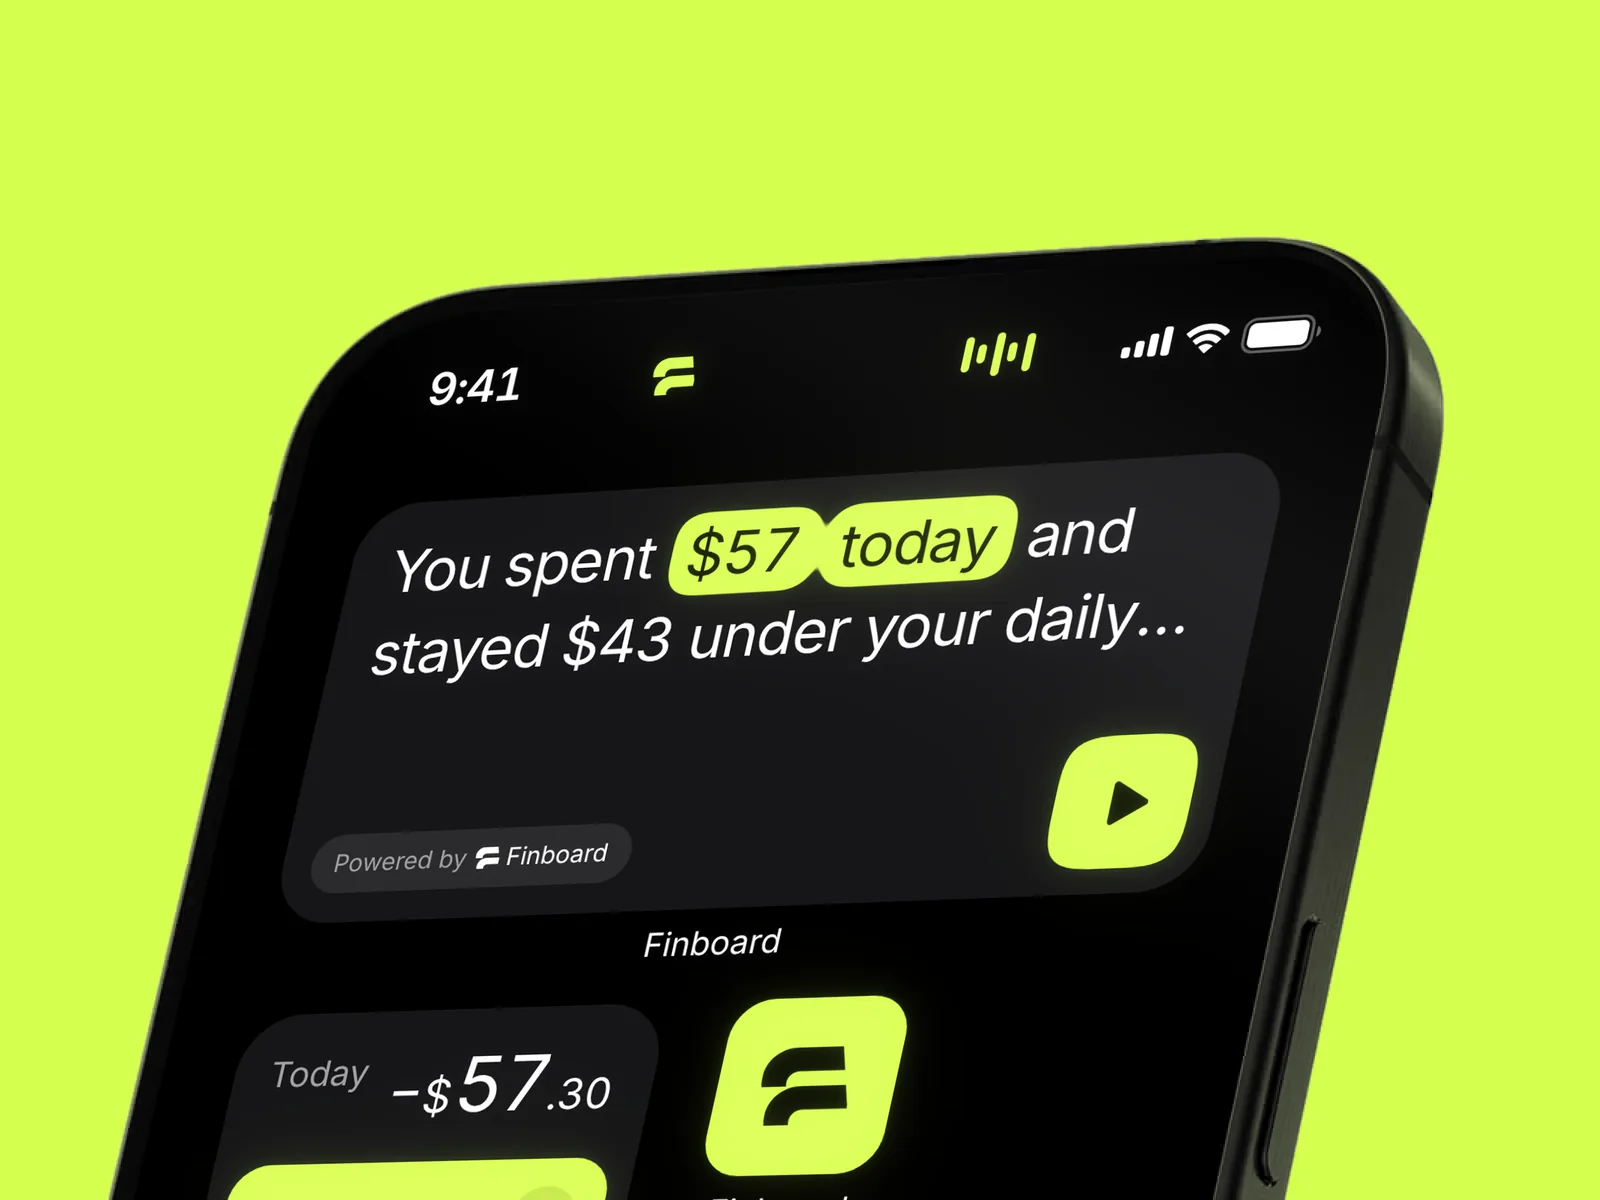 9:41
You spent $57 today and
stayed $43 under your daily...
Powered by Finboard
Finboard
Today
-$57.30